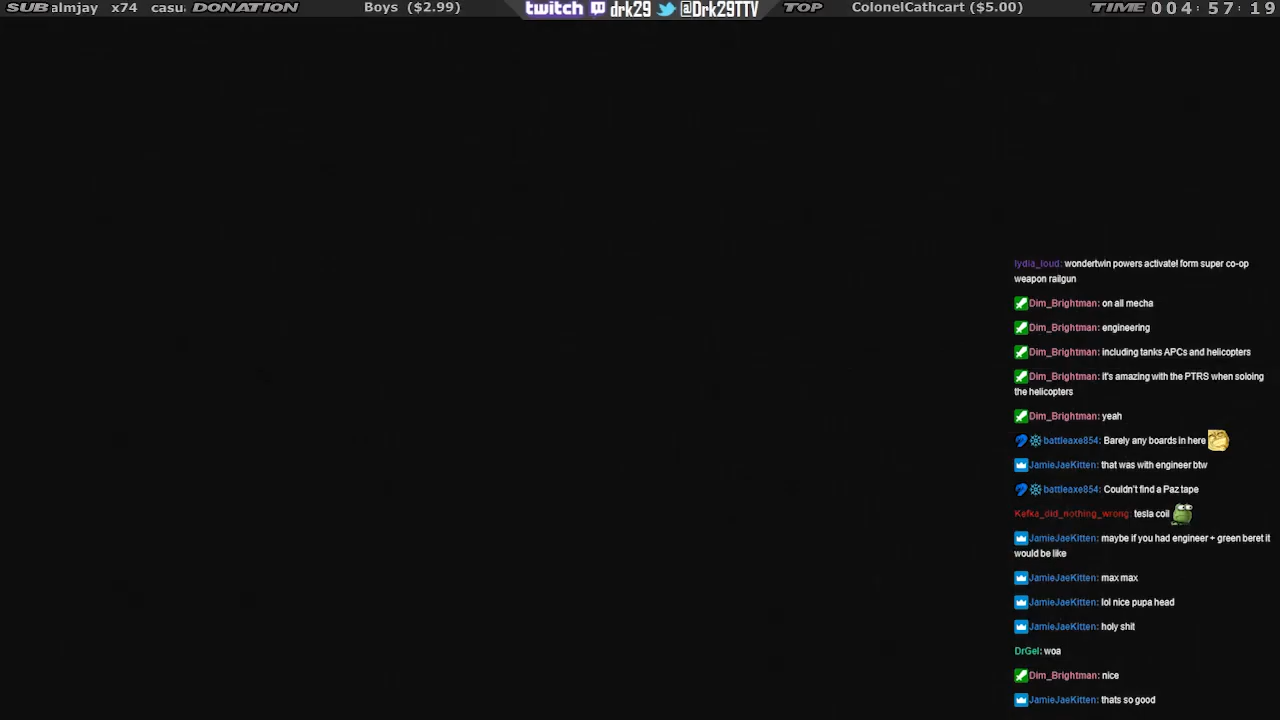 SUB almjay x74 casu DONATION Boys ($2.99) twitch drk29 @Drk29TTV TOP ColonelCathcart ($5.00) TIME 004:57:19
lydia_loud: wondertwin powers activate! form super co-op
weapon railgun
Dim_Brightman: on all mecha
Dim_Brightman: engineering
Dim_Brightman: including tanks APCs and helicopters
Dim_Brightman: it's amazing with the PTRS when soloing
the helicopters
Dim_Brightman: yeah
battleaxe854: Barely any boards in here
JamieJaeKitten: that was with engineer btw
battleaxe854: Couldn't find a Paz tape
Kefka_did_nothing_wrong: tesla coil
JamieJaeKitten: maybe if you had engineer + green beret it
would be like
JamieJaeKitten: max max
JamieJaeKitten: lol nice pupa head
JamieJaeKitten: holy shit
DrGel: woa
Dim_Brightman: nice
JamieJaeKitten: thats so good